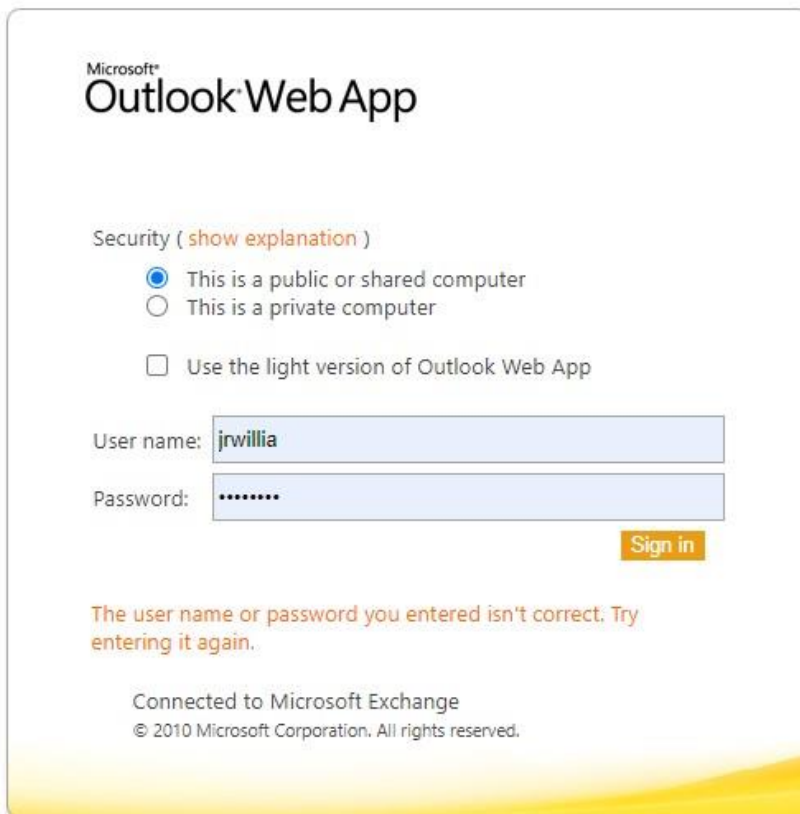 Microsoft®
Outlook® Web App
Security ( show explanation )
This is a public or shared computer
This is a private computer
Use the light version of Outlook Web App
User name: jrwillia
Password: ••••••••
Sign in
The user name or password you entered isn't correct. Try
entering it again.
Connected to Microsoft Exchange
© 2010 Microsoft Corporation. All rights reserved.